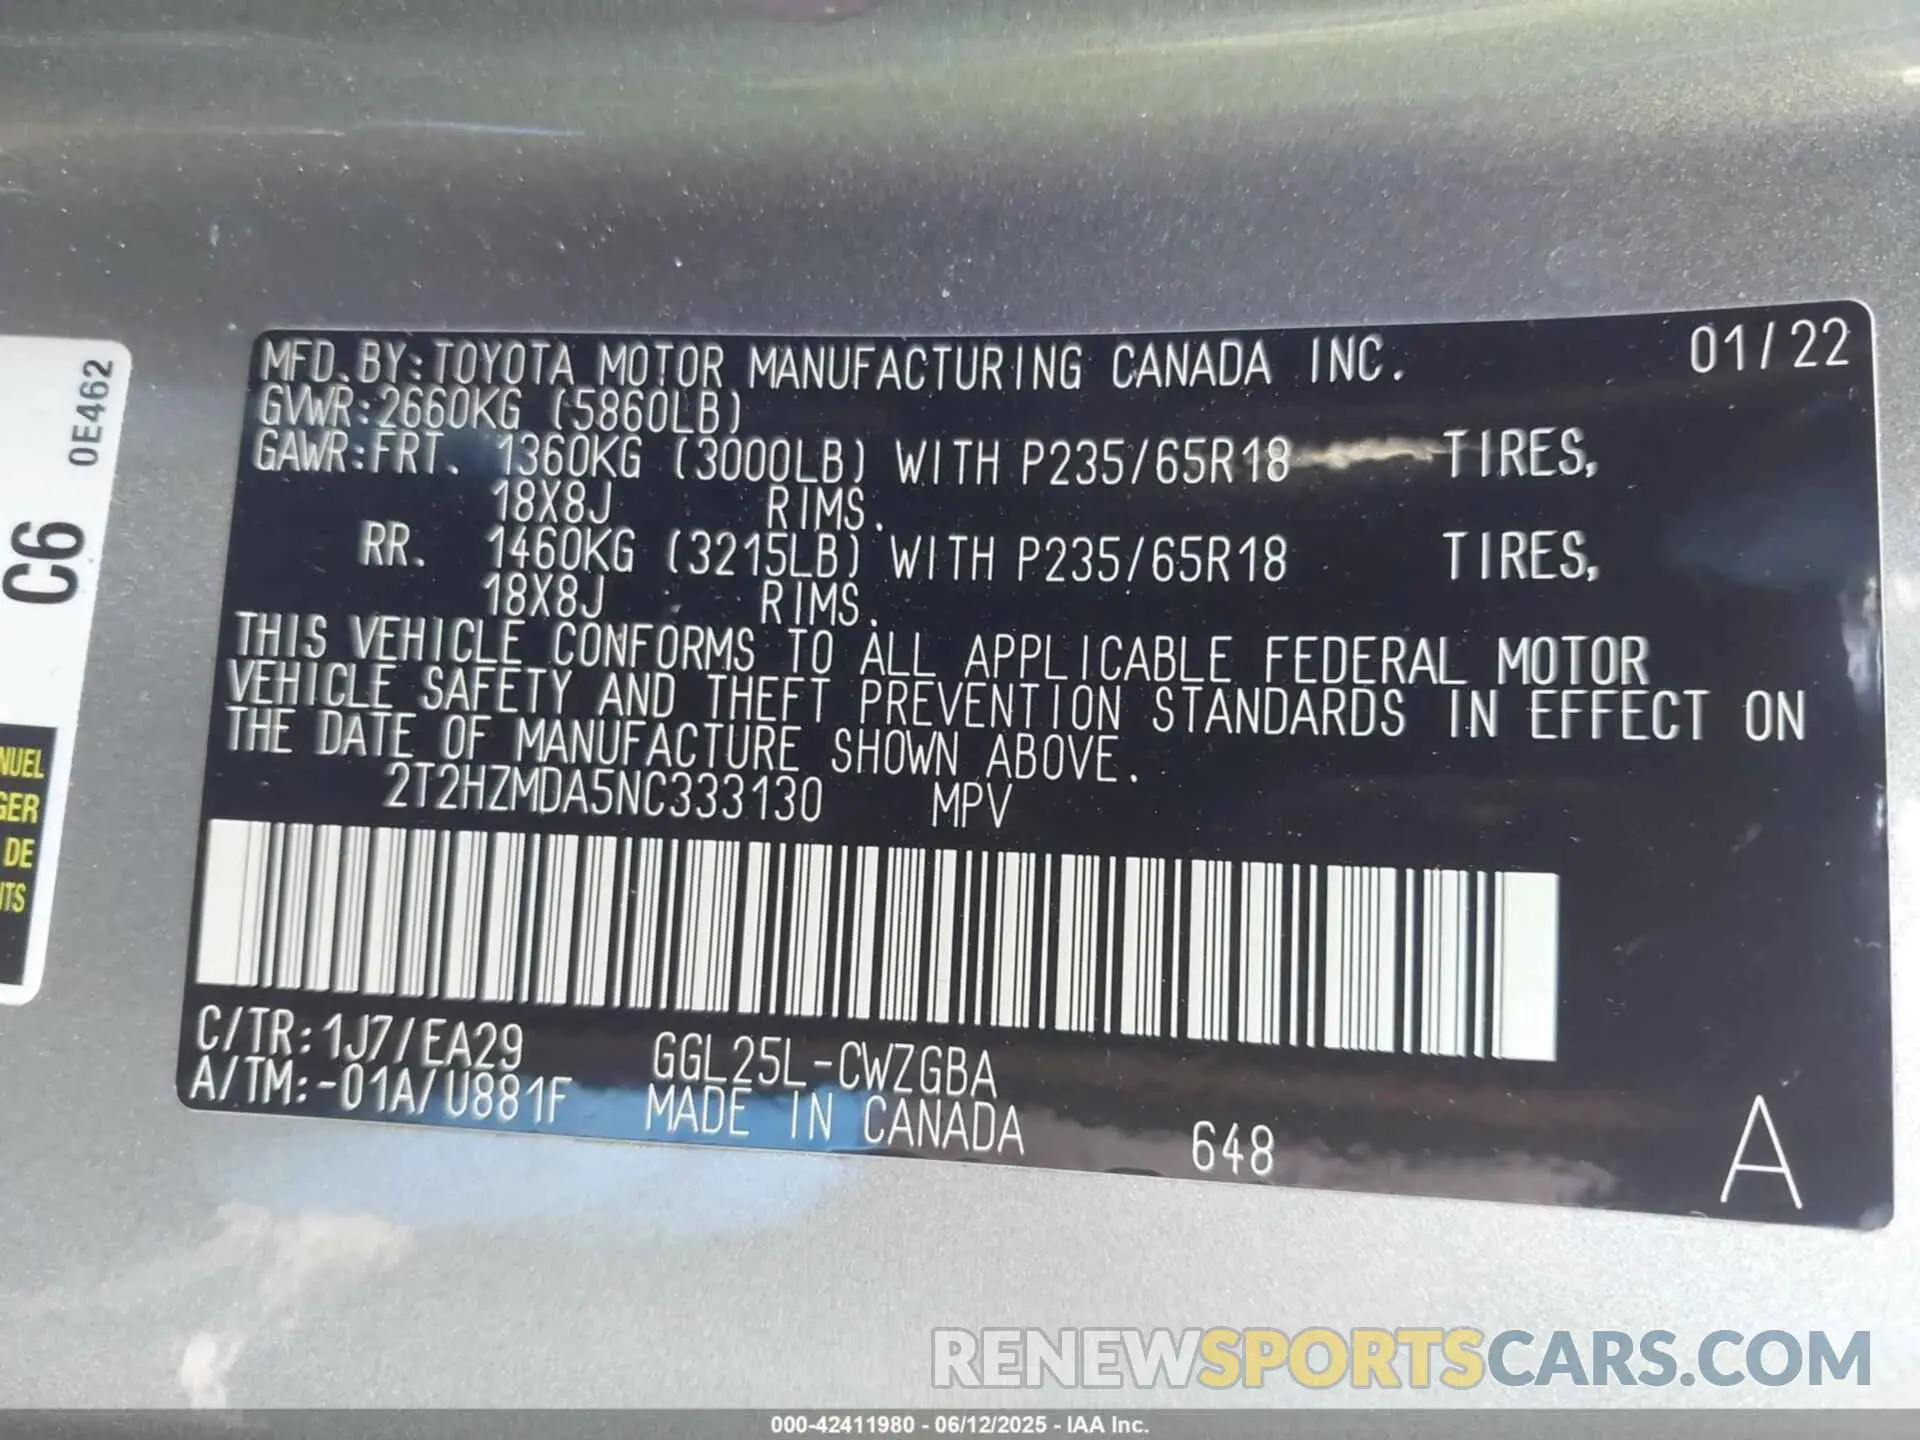 MFD. BY: TOYOTA MOTOR MANUFACTURING CANADA INC. 01/22
GVWR: 2660KG (5860LB)
GAWR: FRT. 1360KG (3000LB) WITH P235/65R18 TIRES,
18X8J RIMS.
RR. 1460KG (3215LB) WITH P235/65R18 TIRES,
18X8J RIMS.
THIS VEHICLE CONFORMS TO ALL APPLICABLE FEDERAL MOTOR
VEHICLE SAFETY AND THEFT PREVENTION STANDARDS IN EFFECT ON
THE DATE OF MANUFACTURE SHOWN ABOVE.
2T2HZMDA5NC333130 MPV
C/TR: 1J7/EA29 GGL25L-CWZGBA
A/TM: -01A/U881F MADE IN CANADA 648 A
0E462
C6
NUEL
GER
DE
ITS
RENEWSPORTSCARS.COM
000-42411980 - 06/12/2025 - IAA Inc.